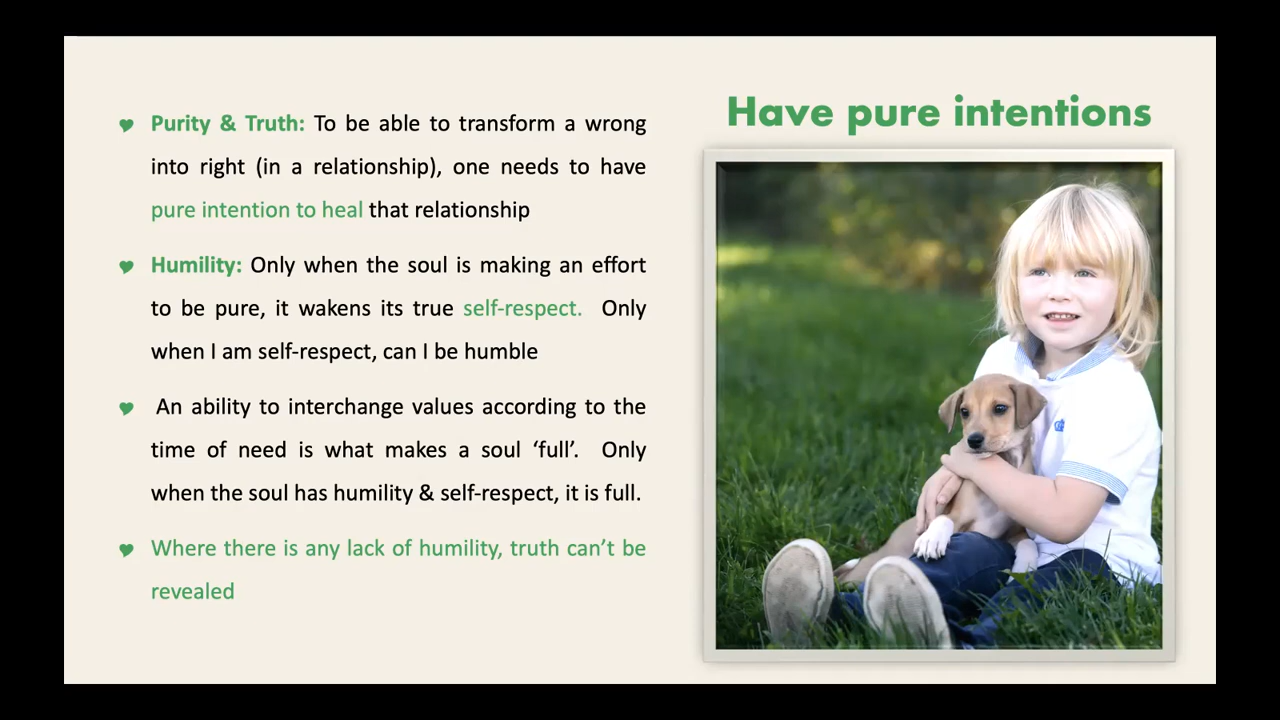 Have pure intentions
Purity & Truth: To be able to transform a wrong
into right (in a relationship), one needs to have
pure intention to heal that relationship
Humility: Only when the soul is making an effort
to be pure, it wakens its true self-respect. Only
when I am self-respect, can I be humble
An ability to interchange values according to the
time of need is what makes a soul ‘full’. Only
when the soul has humility & self-respect, it is full.
Where there is any lack of humility, truth can’t be
revealed